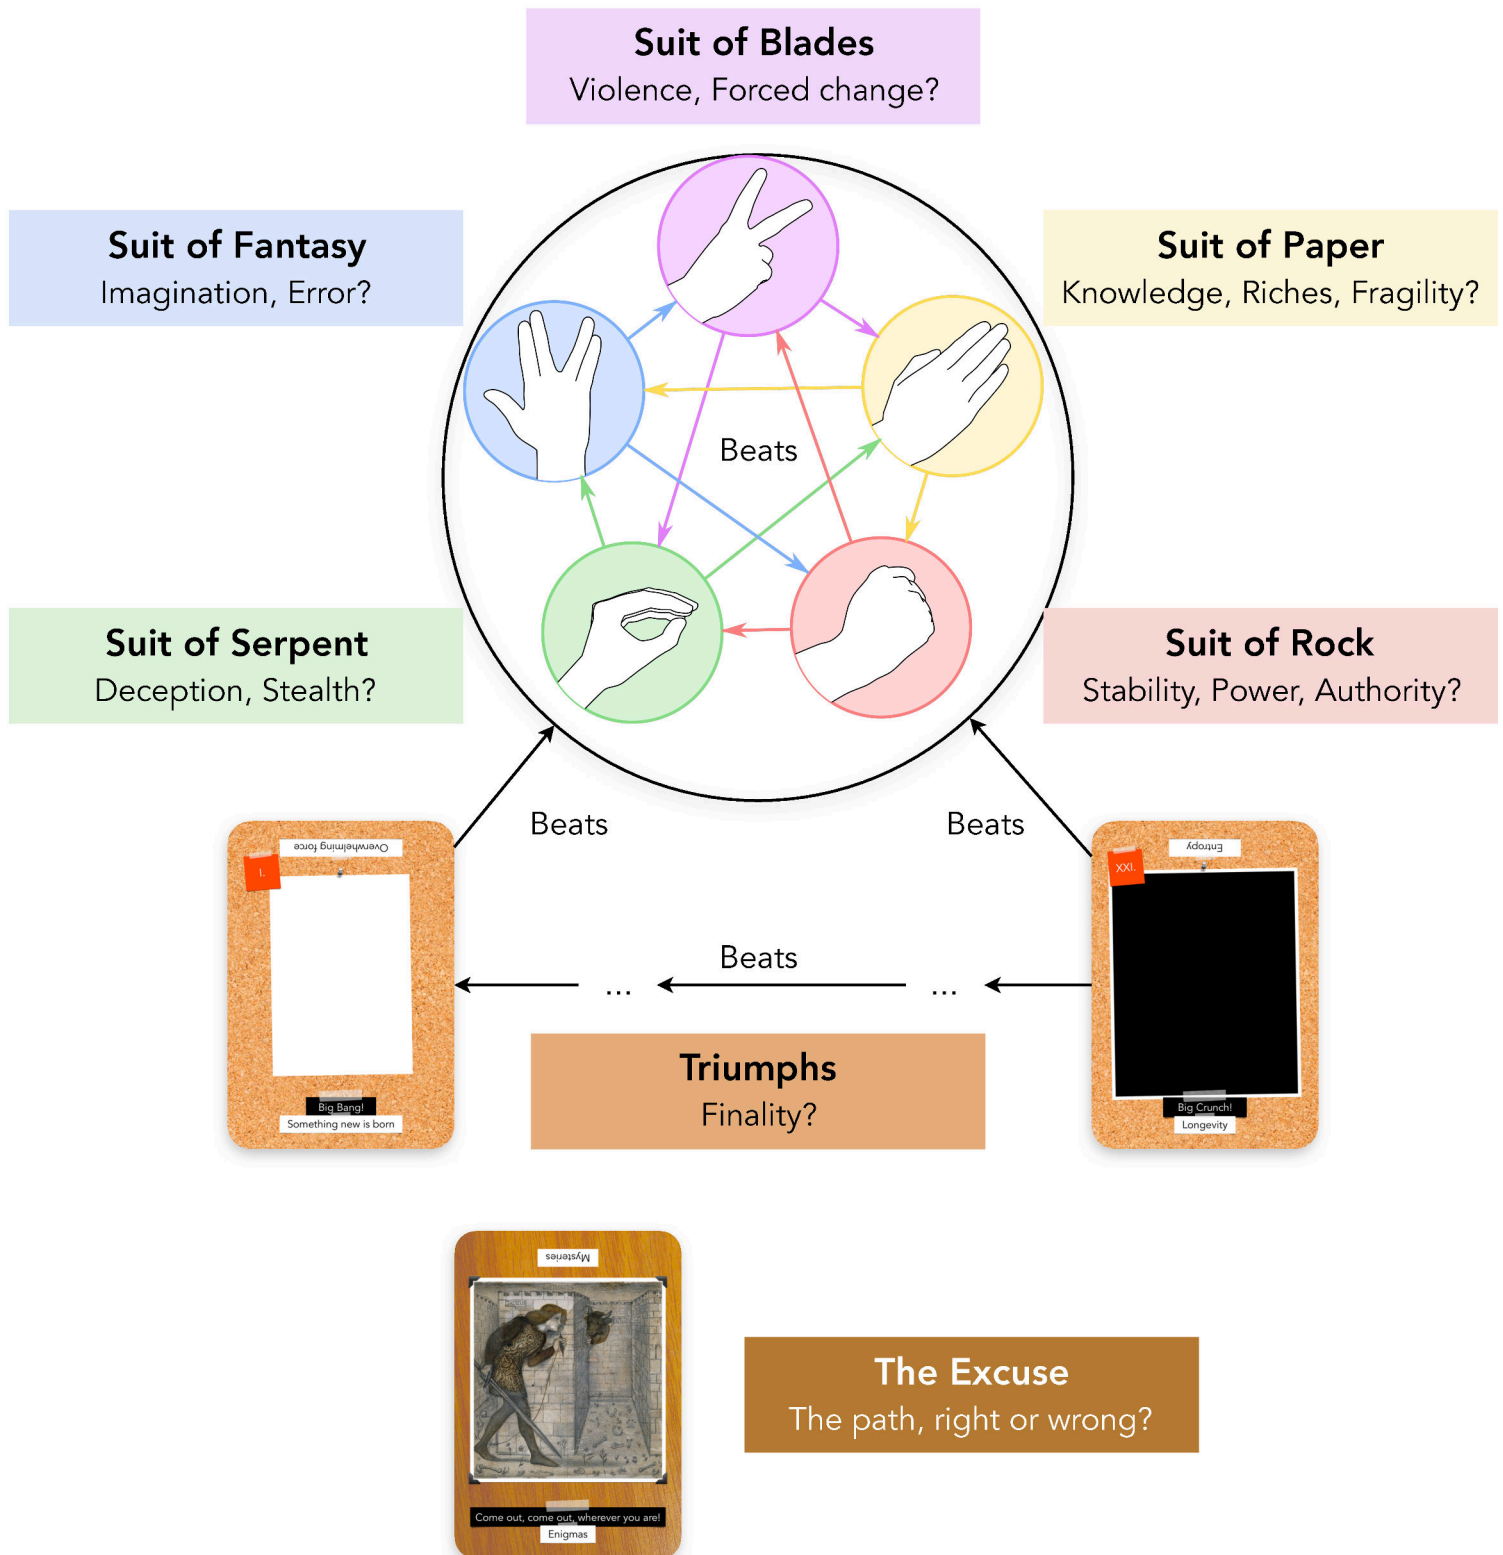 Suit of Blades
Violence, Forced change?
Suit of Fantasy
Imagination, Error?
Suit of Paper
Knowledge, Riches, Fragility?
Beats
Suit of Serpent
Deception, Stealth?
Suit of Rock
Stability, Power, Authority?
Beats
Beats
Overwhelming force
I.
Big Bang!
Something new is born
Entropy
XXI.
Big Crunch!
Longevity
Beats
...
...
Triumphs
Finality?
Mysteries
Come out, come out, wherever you are!
Enigmas
The Excuse
The path, right or wrong?